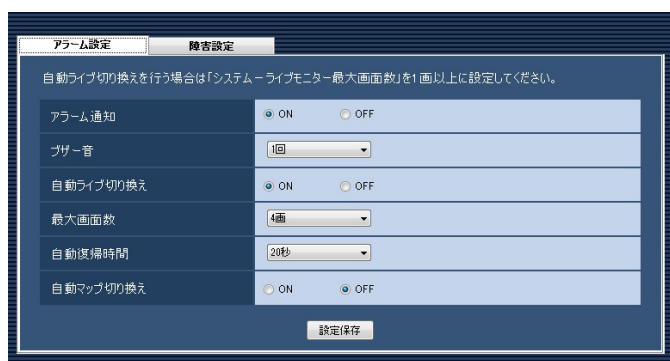 アラーム設定 障害設定
自動ライブ切り換えを行う場合は「システム－ライブモニター最大画面数」を1画以上に設定してください。
アラーム通知 ON OFF
ブザー音 1回
自動ライブ切り換え ON OFF
最大画面数 4画
自動復帰時間 20秒
自動マップ切り換え ON OFF
設定保存